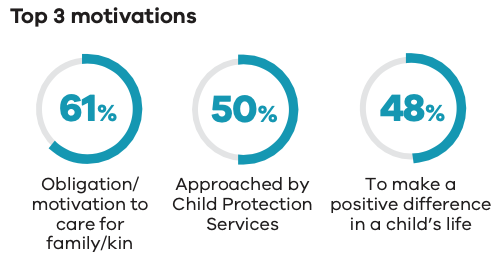 Top 3 motivations
61%
50%
48%
Obligation/
motivation to
care for
family/kin
Approached by
Child Protection
Services
To make a
positive difference
in a child's life